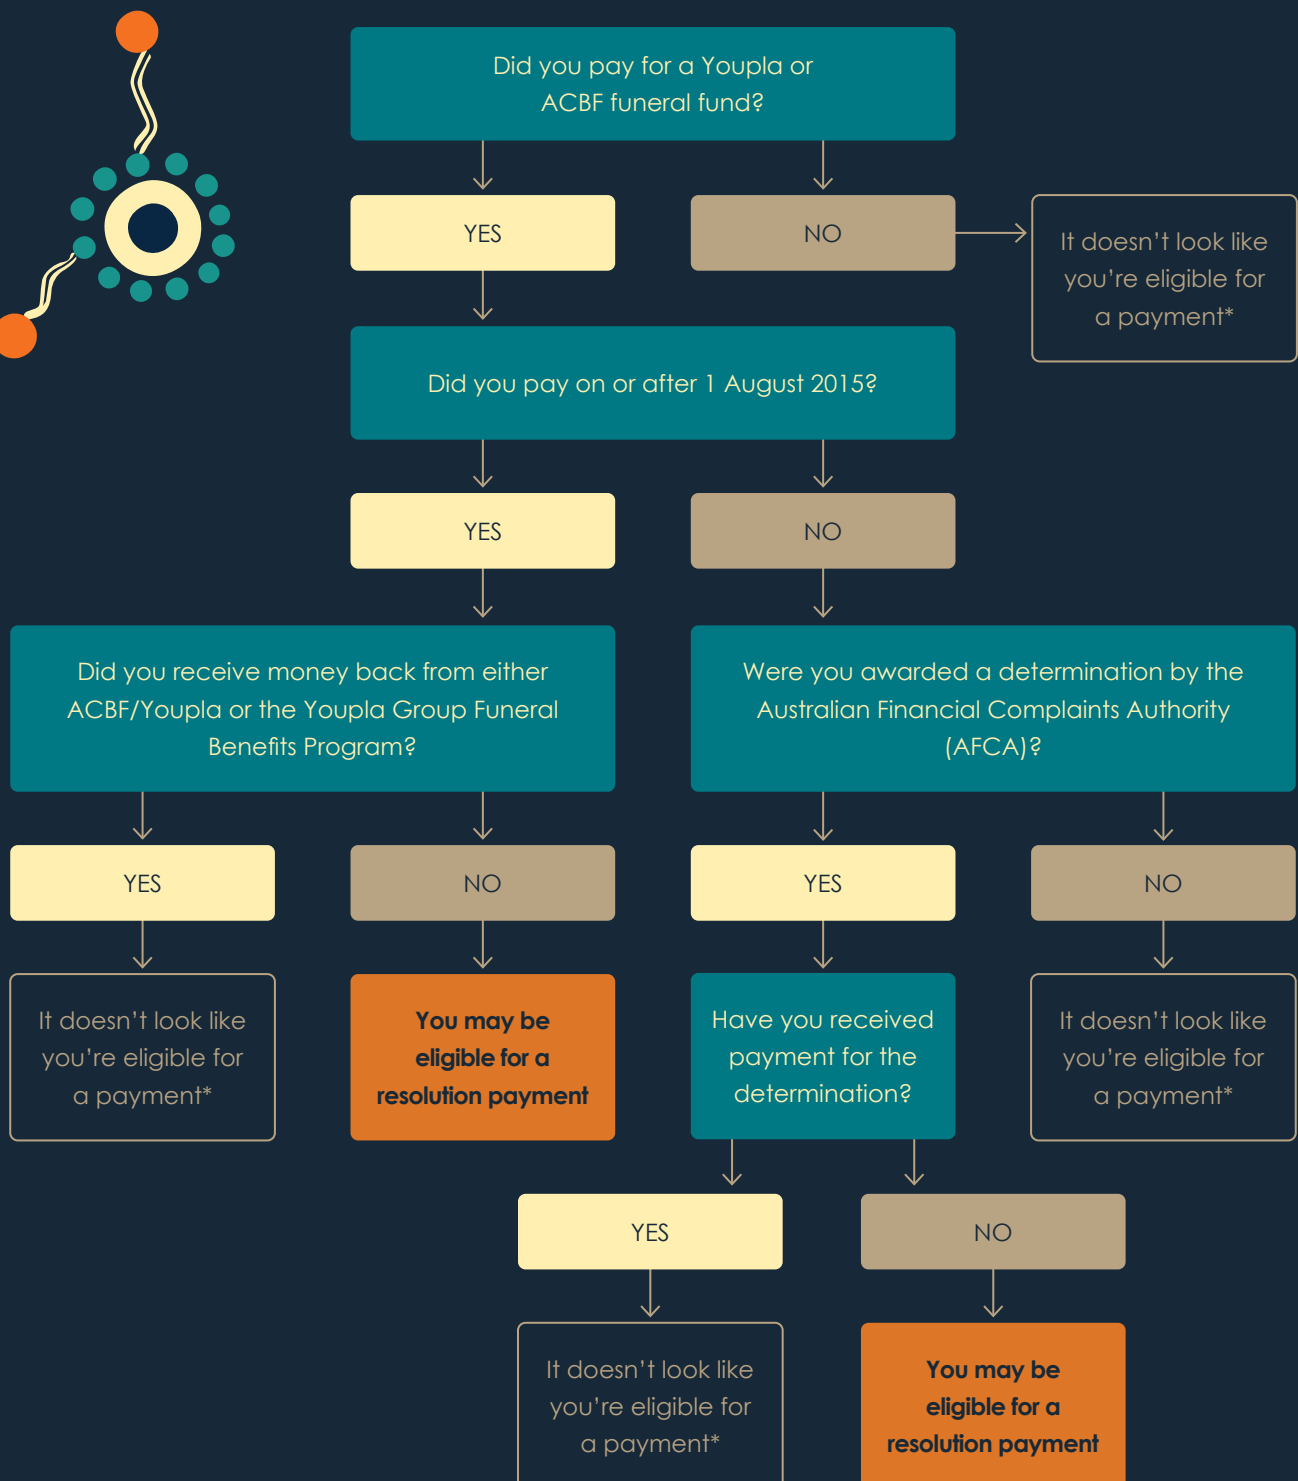 Did you pay for a Youpla or
ACBF funeral fund?
YES
NO
It doesn't look like
you're eligible for
a payment*
Did you pay on or after 1 August 2015?
YES
NO
Did you receive money back from either
ACBF/Youpla or the Youpla Group Funeral
Benefits Program?
Were you awarded a determination by the
Australian Financial Complaints Authority
(AFCA)?
YES
NO
YES
NO
It doesn't look like
you're eligible for
a payment*
You may be
eligible for a
resolution payment
Have you received
payment for the
determination?
It doesn't look like
you're eligible for
a payment*
YES
NO
It doesn't look like
you're eligible for
a payment*
You may be
eligible for a
resolution payment